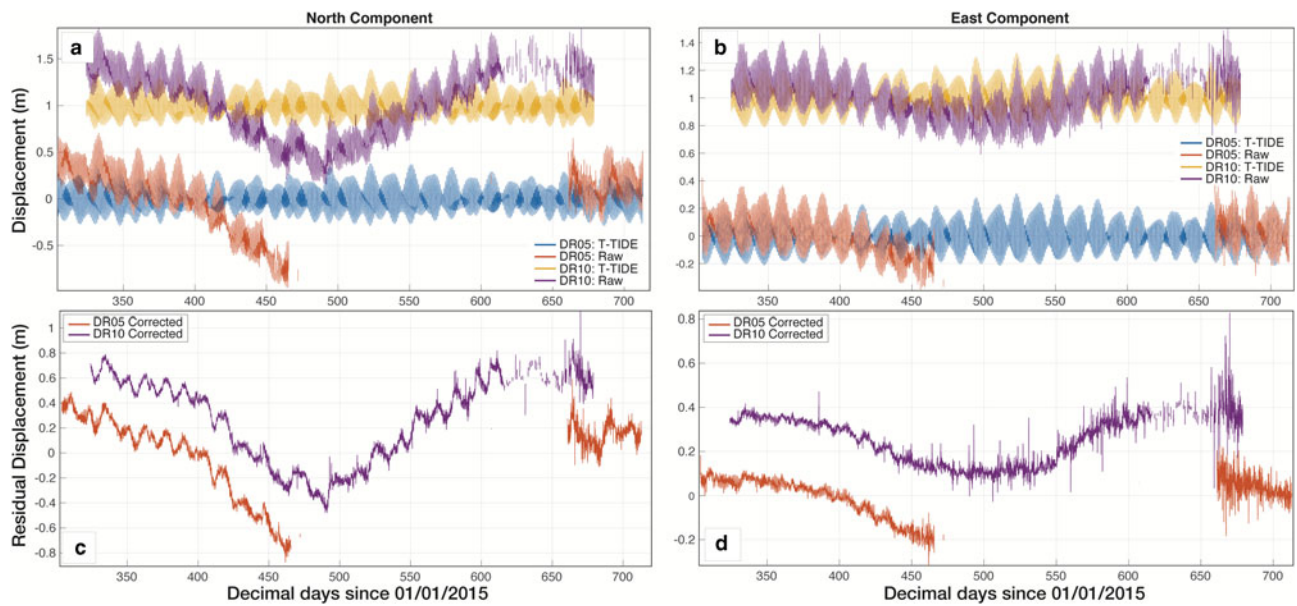 North Component
East Component
a
b
Displacement (m)
1.5
1
0.5
0
-0.5
1.4
1.2
1
0.8
0.6
0.4
0.2
0
-0.2
DR05: T-TIDE
DR05: Raw
DR10: T-TIDE
DR10: Raw
DR05: T-TIDE
DR05: Raw
DR10: T-TIDE
DR10: Raw
350 400 450 500 550 600 650 700
350 400 450 500 550 600 650 700
DR05 Corrected
DR10 Corrected
DR05 Corrected
DR10 Corrected
Residual Displacement (m)
1
0.8
0.6
0.4
0.2
0
-0.2
-0.4
-0.6
-0.8
0.8
0.6
0.4
0.2
0
-0.2
c
d
350 400 450 500 550 600 650 700
350 400 450 500 550 600 650 700
Decimal days since 01/01/2015
Decimal days since 01/01/2015